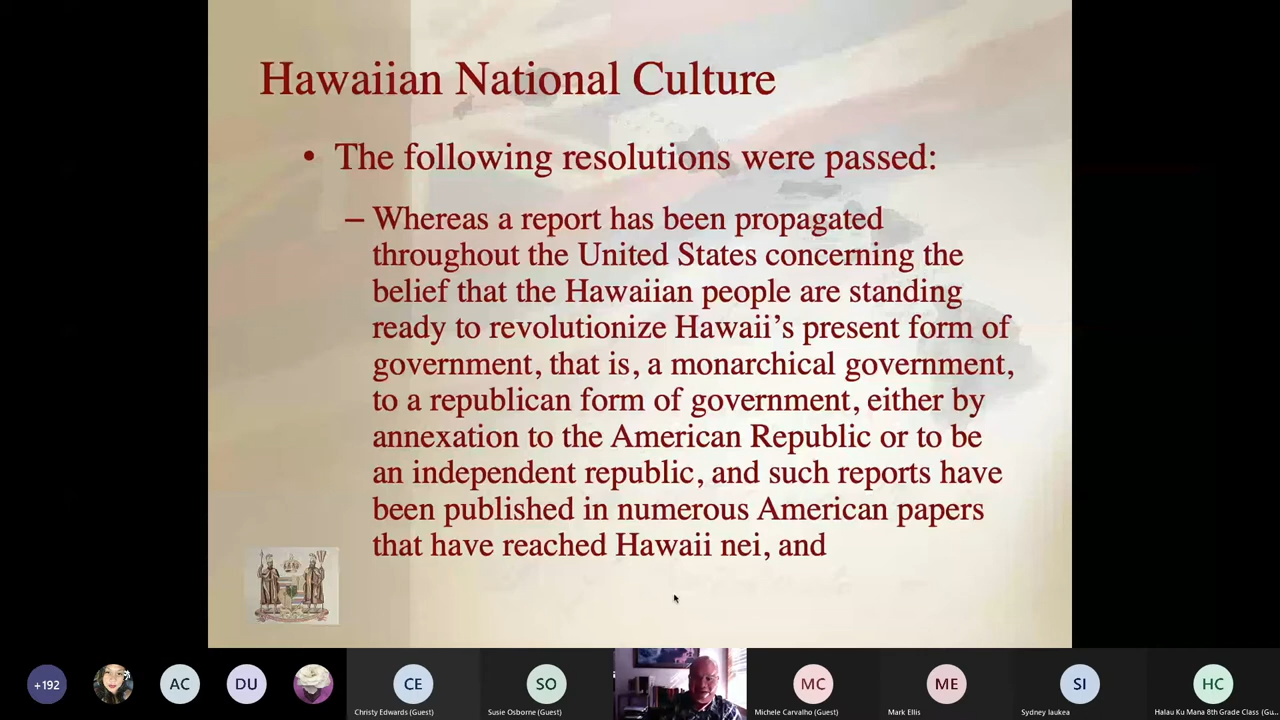 Hawaiian National Culture
• The following resolutions were passed:
– Whereas a report has been propagated
throughout the United States concerning the
belief that the Hawaiian people are standing
ready to revolutionize Hawaii’s present form of
government, that is, a monarchical government,
to a republican form of government, either by
annexation to the American Republic or to be
an independent republic, and such reports have
been published in numerous American papers
that have reached Hawaii nei, and
+192
AC
DU
CE
SO
MC
ME
SI
HC
Christy Edwards (Guest)
Susie Osborne (Guest)
Michele Carvalho (Guest)
Mark Ellis
Sydney Iaukea
Halau Ku Mana 8th Grade Class (Gu...